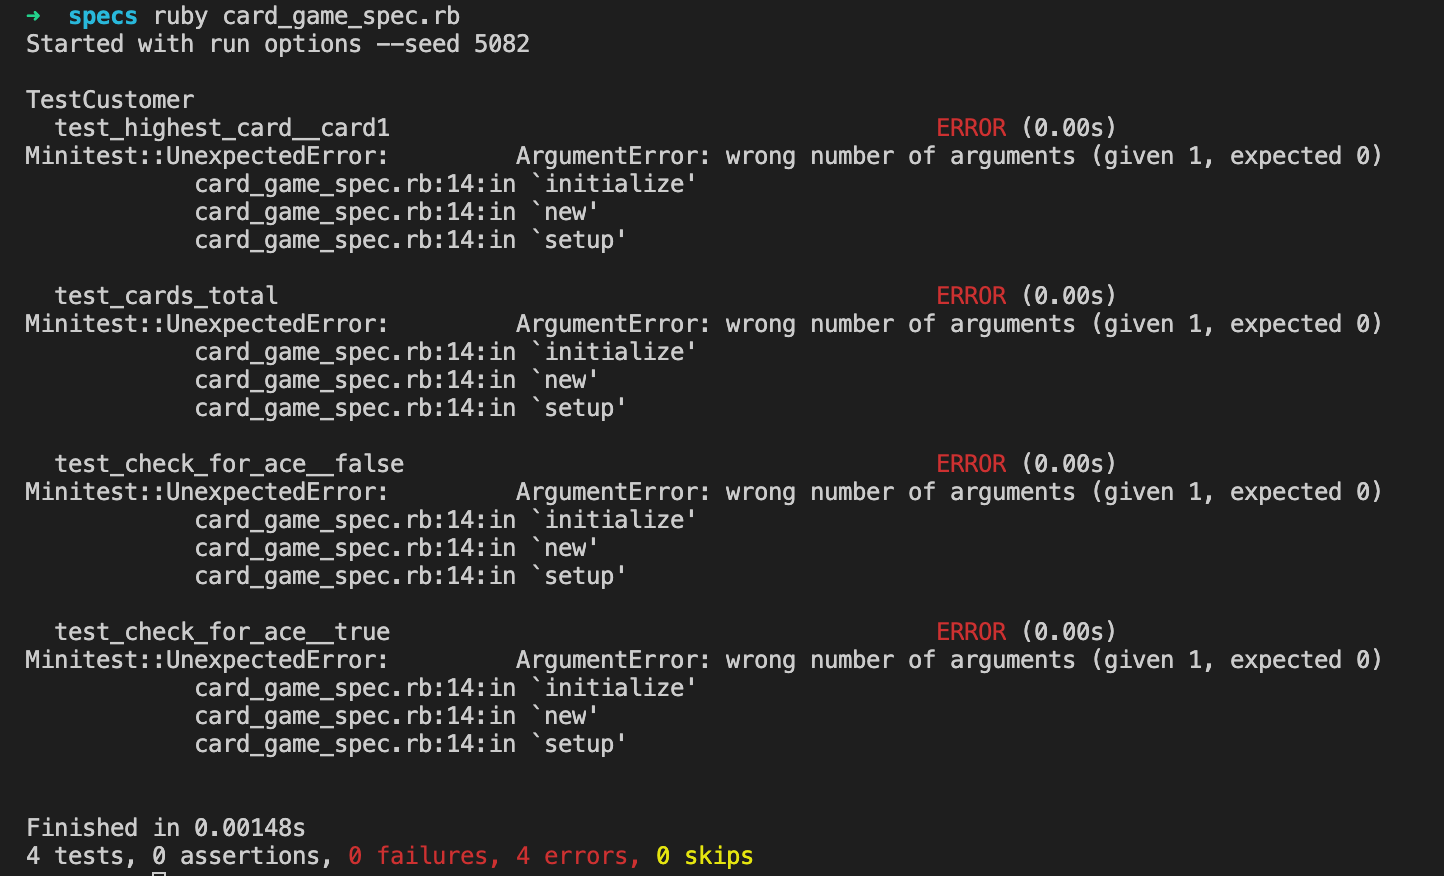 → specs ruby card_game_spec.rb
Started with run options --seed 5082
TestCustomer
test_highest_card__card1 ERROR (0.00s)
Minitest::UnexpectedError: ArgumentError: wrong number of arguments (given 1, expected 0)
card_game_spec.rb:14:in `initialize'
card_game_spec.rb:14:in `new'
card_game_spec.rb:14:in `setup'
test_cards_total ERROR (0.00s)
Minitest::UnexpectedError: ArgumentError: wrong number of arguments (given 1, expected 0)
card_game_spec.rb:14:in `initialize'
card_game_spec.rb:14:in `new'
card_game_spec.rb:14:in `setup'
test_check_for_ace__false ERROR (0.00s)
Minitest::UnexpectedError: ArgumentError: wrong number of arguments (given 1, expected 0)
card_game_spec.rb:14:in `initialize'
card_game_spec.rb:14:in `new'
card_game_spec.rb:14:in `setup'
test_check_for_ace__true ERROR (0.00s)
Minitest::UnexpectedError: ArgumentError: wrong number of arguments (given 1, expected 0)
card_game_spec.rb:14:in `initialize'
card_game_spec.rb:14:in `new'
card_game_spec.rb:14:in `setup'
Finished in 0.00148s
4 tests, 0 assertions, 0 failures, 4 errors, 0 skips